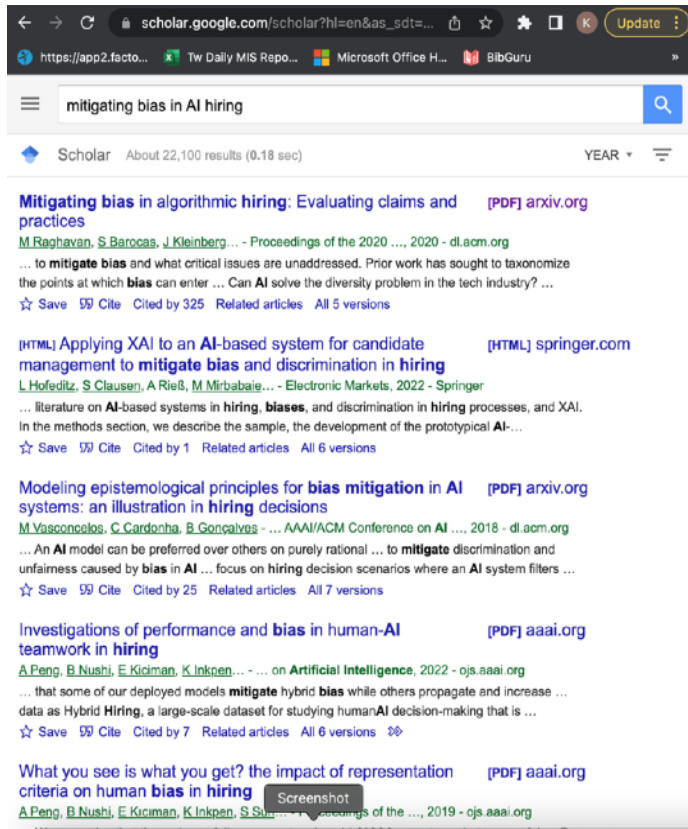 scholar.google.com/scholar?hl=en&as_sdt=...
K
Update
https://app2.facto...
Tw Daily MIS Repo...
Microsoft Office H...
BibGuru
»
mitigating bias in AI hiring
Scholar About 22,100 results (0.18 sec)
YEAR
Mitigating bias in algorithmic hiring: Evaluating claims and [PDF] arxiv.org
practices
M Raghavan, S Barocas, J Kleinberg... - Proceedings of the 2020 ..., 2020 - dl.acm.org
... to mitigate bias and what critical issues are unaddressed. Prior work has sought to taxonomize
the points at which bias can enter ... Can AI solve the diversity problem in the tech industry? ...
Save Cite Cited by 325 Related articles All 5 versions
[HTML] Applying XAI to an AI-based system for candidate [HTML] springer.com
management to mitigate bias and discrimination in hiring
L Hofeditz, S Clausen, A Rieß, M Mirbabaie... - Electronic Markets, 2022 - Springer
... literature on AI-based systems in hiring, biases, and discrimination in hiring processes, and XAI.
In the methods section, we describe the sample, the development of the prototypical AI-...
Save Cite Cited by 1 Related articles All 6 versions
Modeling epistemological principles for bias mitigation in AI [PDF] arxiv.org
systems: an illustration in hiring decisions
M Vasconcelos, C Cardonha, B Gonçalves - ... AAAI/ACM Conference on AI ..., 2018 - dl.acm.org
... An AI model can be preferred over others on purely rational ... to mitigate discrimination and
unfairness caused by bias in AI ... focus on hiring decision scenarios where an AI system filters ...
Save Cite Cited by 25 Related articles All 7 versions
Investigations of performance and bias in human-AI [PDF] aaai.org
teamwork in hiring
A Peng, B Nushi, E Kiciman, K Inkpen... - ... on Artificial Intelligence, 2022 - ojs.aaai.org
... that some of our deployed models mitigate hybrid bias while others propagate and increase ...
data as Hybrid Hiring, a large-scale dataset for studying humanAI decision-making that is ...
Save Cite Cited by 7 Related articles All 6 versions
What you see is what you get? the impact of representation [PDF] aaai.org
criteria on human bias in hiring
Screenshot
A Peng, B Nushi, E Kiciman, K Inkpen, of the ..., 2019 - ojs.aaai.org